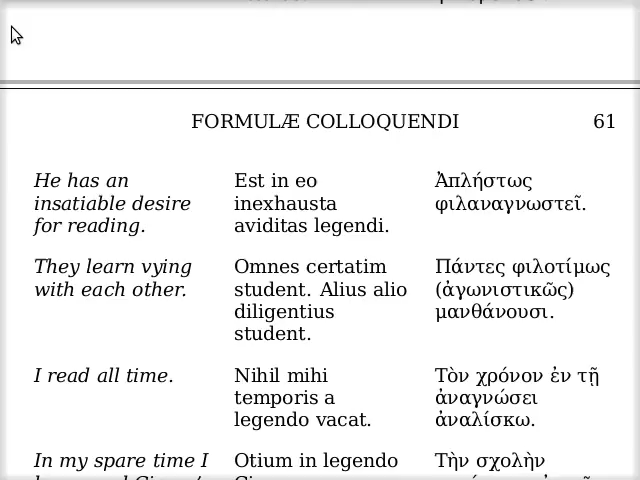 FORMULÆ COLLOQUENDI 61
He has an
insatiable desire
for reading.
Est in eo
inexhausta
aviditas legendi.
Ἀπλήστως
φιλαναγνωστεῖ.
They learn vying
with each other.
Omnes certatim
student. Alius alio
diligentius
student.
Πάντες φιλοτίμως
(ἀγωνιστικῶς)
μανθάνουσι.
I read all time.
Nihil mihi
temporis a
legendo vacat.
Τὸν χρόνον ἐν τῇ
ἀναγνώσει
ἀναλίσκω.
In my spare time I
Otium in legendo
Τὴν σχολὴν